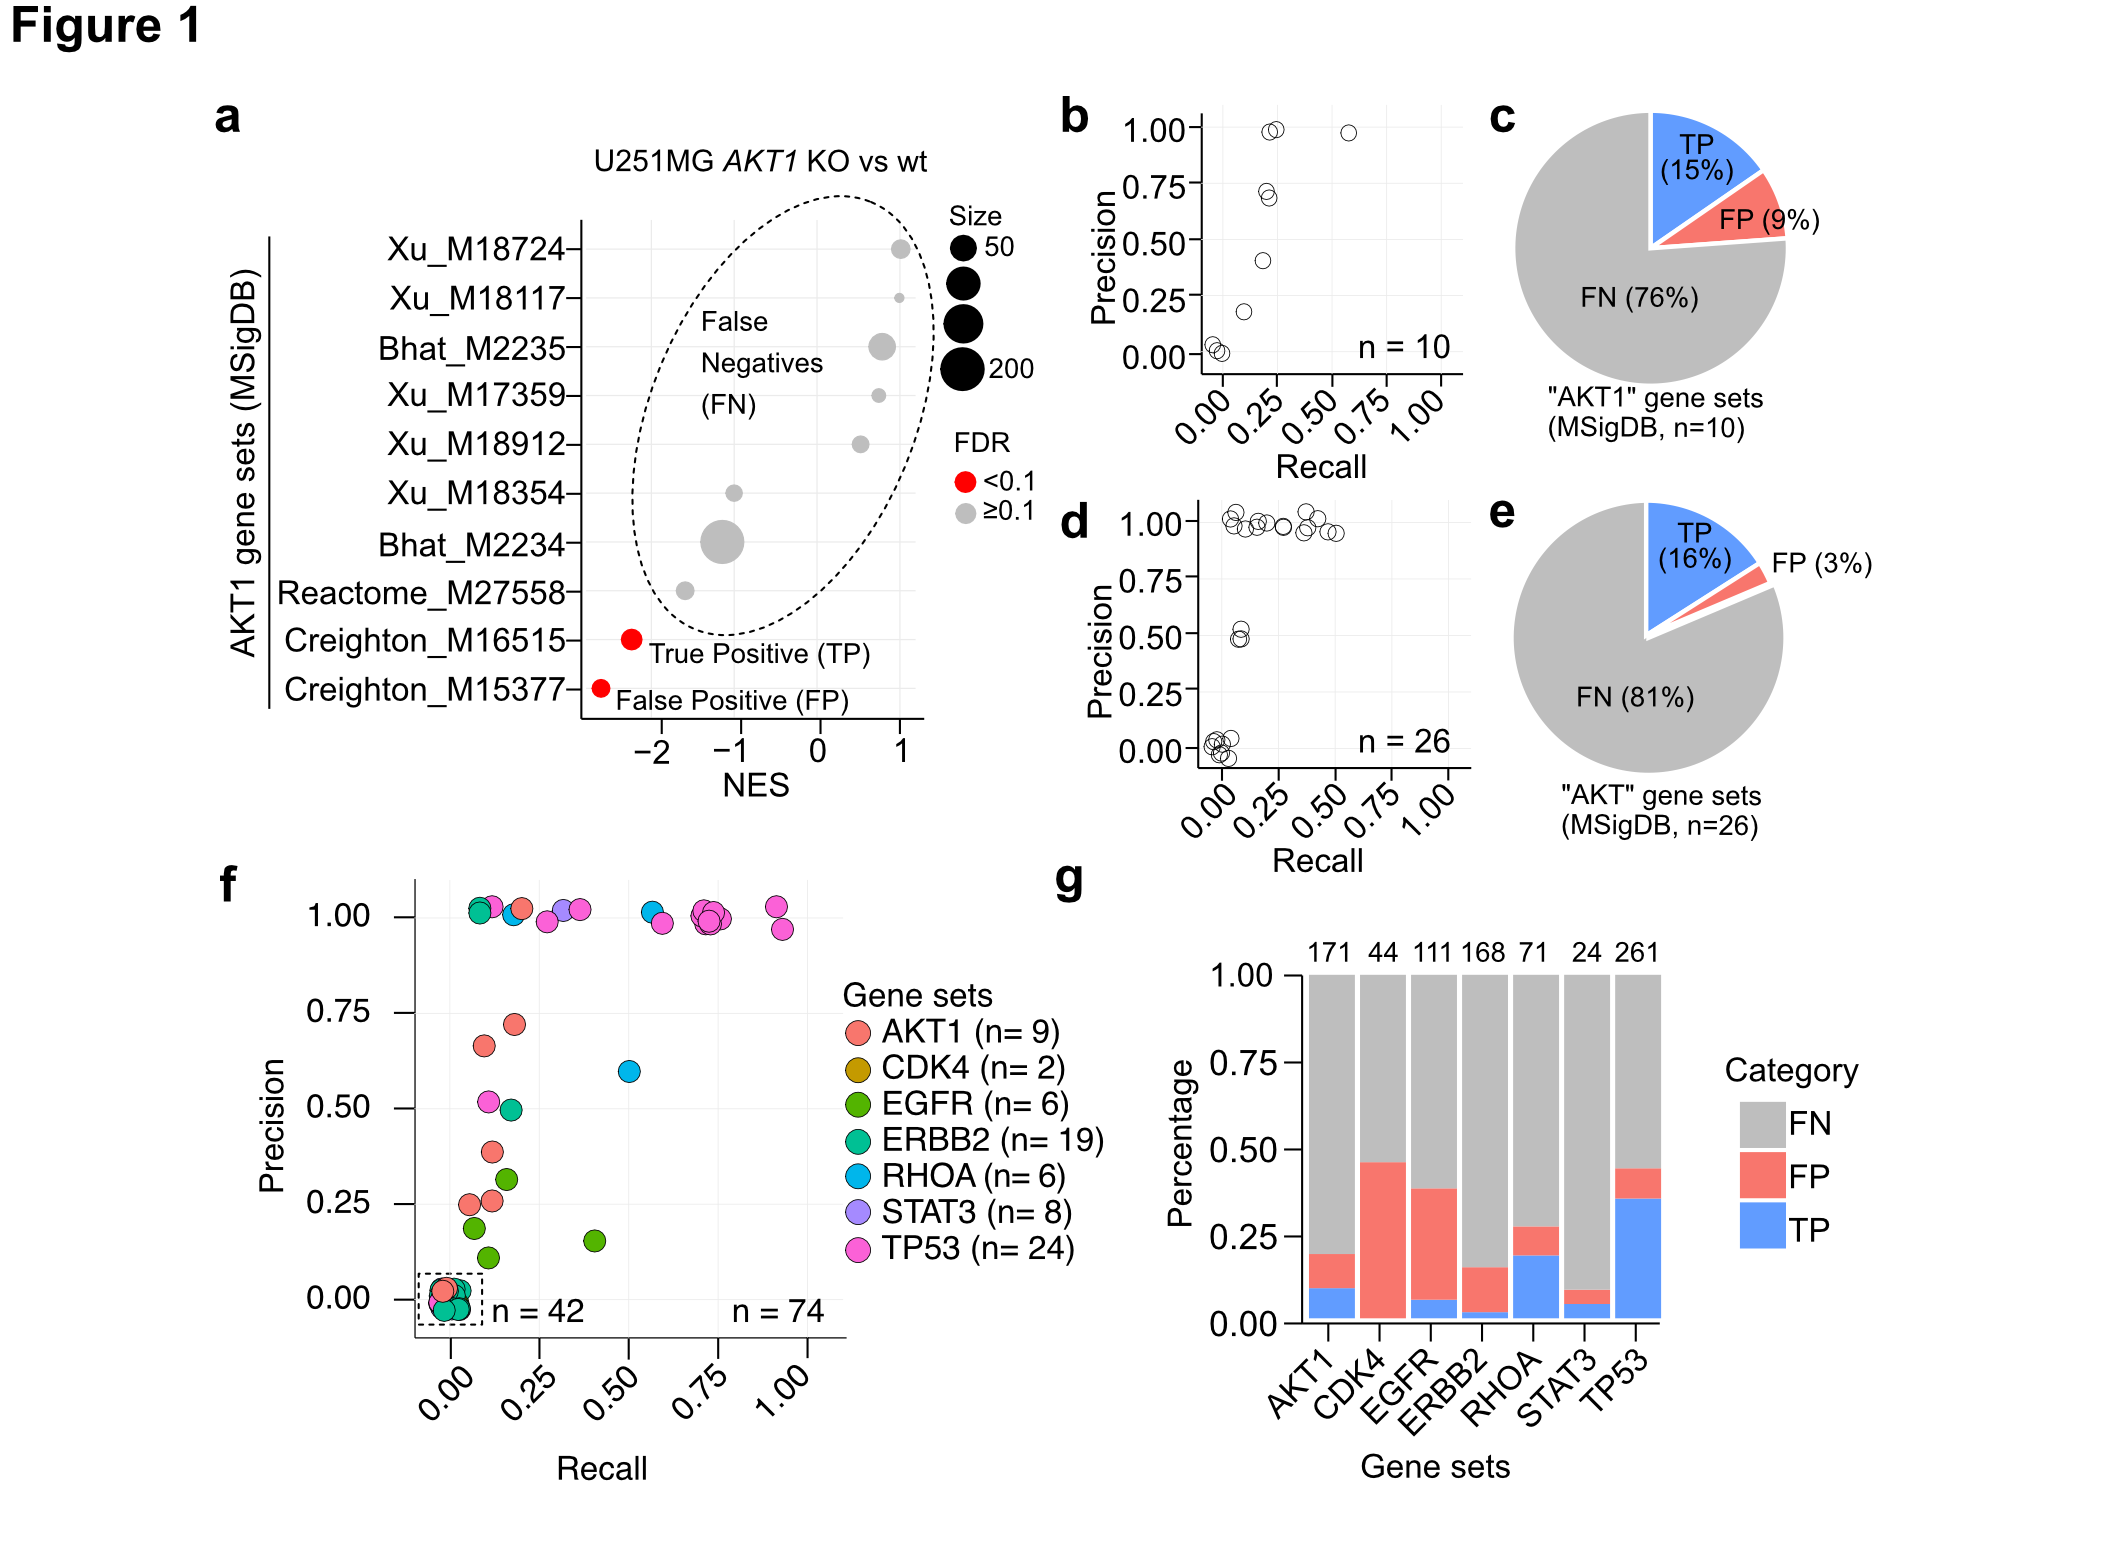 Figure 1
a
U251MG AKT1 KO vs wt
AKT1 gene sets (MSigDB)
Xu_M18724
Xu_M18117
Bhat_M2235
Xu_M17359
Xu_M18912
Xu_M18354
Bhat_M2234
Reactome_M27558
Creighton_M16515
Creighton_M15377
False
Negatives
(FN)
True Positive (TP)
False Positive (FP)
−2
−1
0
1
NES
Size
50
200
FDR
<0.1
≥0.1
b
Precision
1.00
0.75
0.50
0.25
0.00
n = 10
0.00
0.25
0.50
0.75
1.00
Recall
c
TP
(15%)
FP (9%)
FN (76%)
"AKT1" gene sets
(MSigDB, n=10)
d
Precision
1.00
0.75
0.50
0.25
0.00
n = 26
0.00
0.25
0.50
0.75
1.00
Recall
e
TP
(16%)
FP (3%)
FN (81%)
"AKT" gene sets
(MSigDB, n=26)
f
Precision
1.00
0.75
0.50
0.25
0.00
n = 42
n = 74
0.00
0.25
0.50
0.75
1.00
Recall
Gene sets
AKT1 (n= 9)
CDK4 (n= 2)
EGFR (n= 6)
ERBB2 (n= 19)
RHOA (n= 6)
STAT3 (n= 8)
TP53 (n= 24)
g
171 44 111 168 71 24 261
Percentage
1.00
0.75
0.50
0.25
0.00
AKT1
CDK4
EGFR
ERBB2
RHOA
STAT3
TP53
Gene sets
Category
FN
FP
TP